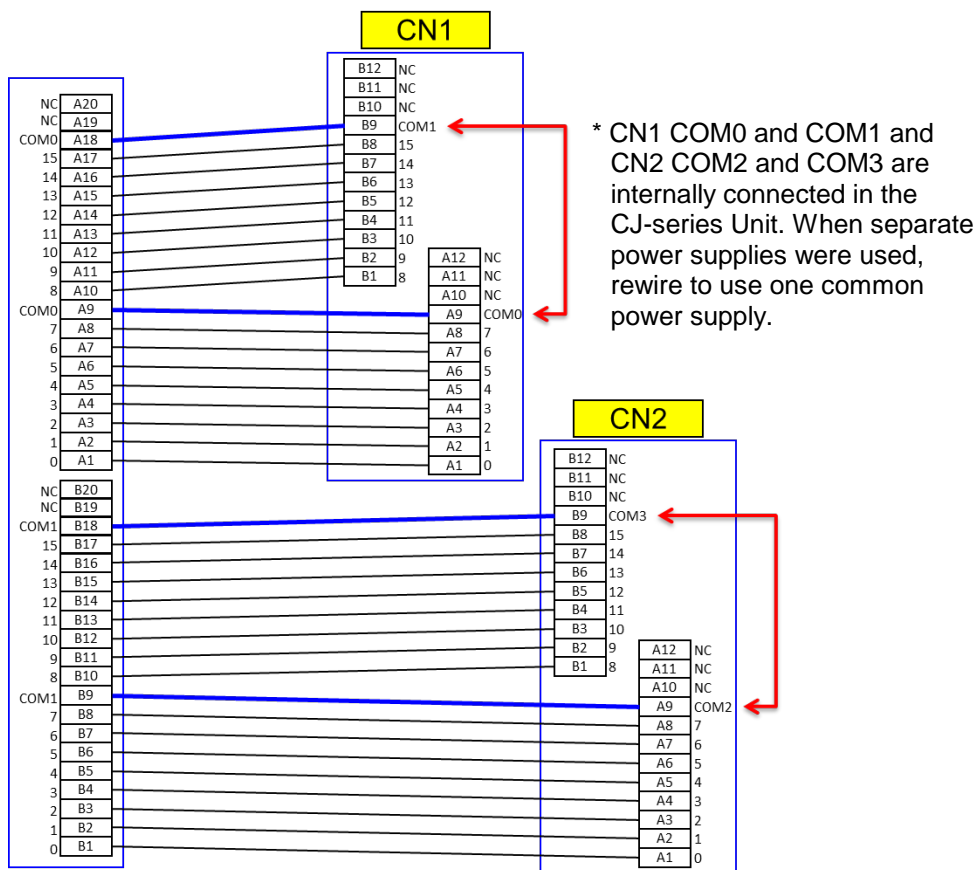 CN1
B12 NC
B11 NC
B10 NC
B9 COM1
B8 15
B7 14
B6 13
B5 12
B4 11
B3 10
B2 9
B1 8
A12 NC
A11 NC
A10 NC
A9 COM0
A8 7
A7 6
A6 5
A5 4
A4 3
A3 2
A2 1
A1 0
NC A20
NC A19
COM0 A18
15 A17
14 A16
13 A15
12 A14
11 A13
10 A12
9 A11
8 A10
COM0 A9
7 A8
6 A7
5 A6
4 A5
3 A4
2 A3
1 A2
0 A1
* CN1 COM0 and COM1 and
CN2 COM2 and COM3 are
internally connected in the
CJ-series Unit. When separate
power supplies were used,
rewire to use one common
power supply.
NC B20
NC B19
COM1 B18
15 B17
14 B16
13 B15
12 B14
11 B13
10 B12
9 B11
8 B10
COM1 B9
7 B8
6 B7
5 B6
4 B5
3 B4
2 B3
1 B2
0 B1
CN2
B12 NC
B11 NC
B10 NC
B9 COM3
B8 15
B7 14
B6 13
B5 12
B4 11
B3 10
B2 9
B1 8
A12 NC
A11 NC
A10 NC
A9 COM2
A8 7
A7 6
A6 5
A5 4
A4 3
A3 2
A2 1
A1 0